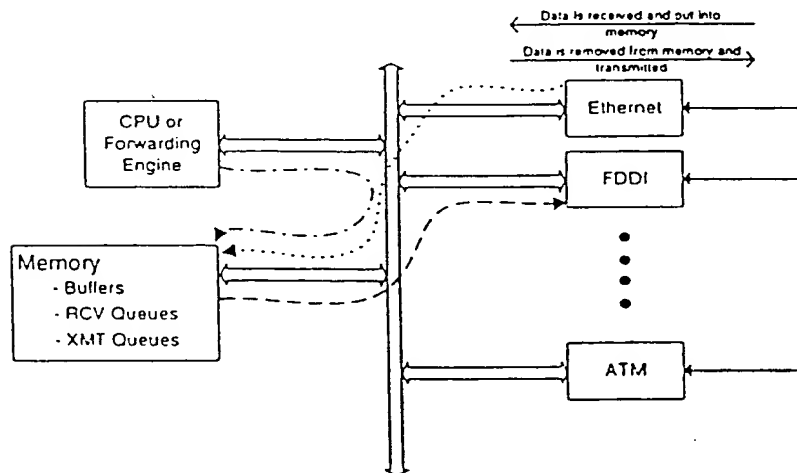 Data is received and put into
memory
Data is removed from memory and
transmitted
CPU or
Forwarding
Engine
Ethernet
FDDI
Memory
- Buffers
- RCV Queues
- XMT Queues
ATM